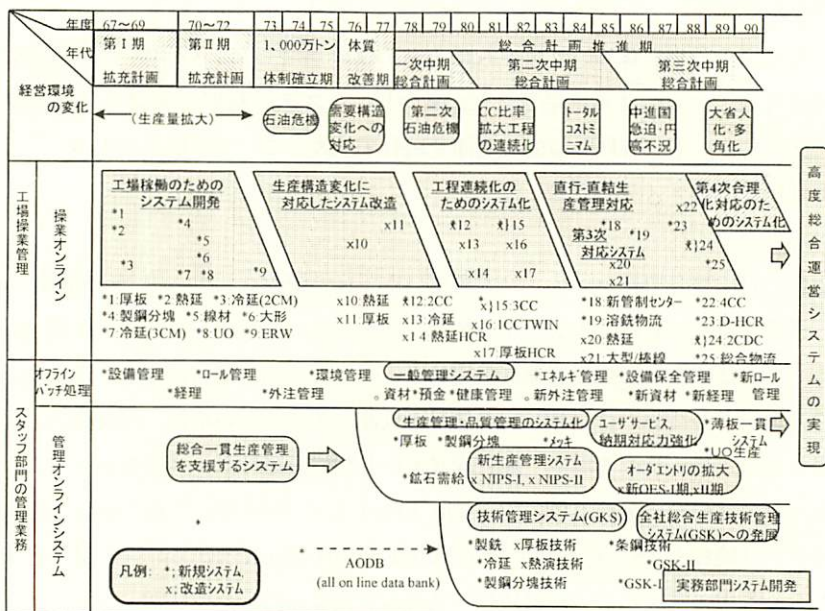 年度
67～69
70～72
73 74 75 76 77 78 79 80 81 82 83 84 85 86 87 88 89 90
年代
第Ⅰ期
拡充計画
第Ⅱ期
拡充計画
1、000万トン
体制確立期
体質
改善期
総合計画推進期
一次中期
総合計画
第二次中期
総合計画
第三次中期
総合計画
経営環境
の変化
(生産量拡大)
石油危機
需要構造
変化への
対応
第二次
石油危機
CC比率
拡大工程
の連続化
トータル
コストミ
ニマム
中進国
急迫・円
高不況
大省人
化・多
角化
工場操業管理
操業オンライン
工場稼働のための
システム開発
*1
*2
*3
*4
*5
*6
*7 *8
*9
生産構造変化に
対応したシステム改造
x10
x11
工程連続化の
ためのシステム化
*12 *}15
x13 x16
x14 x17
直行・直結生
産管理対応
*18
*19
第3次
対応システム
x20
x21
第4次合理
化対応のた
めのシステム化
x22
*23
*}24
*25
*1:厚板 *2:熱延 *3:冷延(2CM)
*4:製鋼分塊 *5:線材 *6:大形
*7:冷延(3CM) *8:UO *9:ERW
x10:熱延
x11:厚板
*12:2CC
x13:冷延
x14:熱延HCR
*x}15:3CC
x16:1CCTWIN
x17:厚板HCR
*18:新管制センター
*19:溶銑物流
x20:熱延
x21:大型/棒線
*22:4CC
*23:D-HCR
*}24:2CDC
*25:総合物流
高度総合運営システムの実現
スタッフ部門の管理業務
オフライン
バッチ処理
*設備管理 *ロール管理 *環境管理 一般管理システム *エネルギ管理 *設備保全管理 *新ロール
管理
*経理 *外注管理 。資材*預金*健康管理 。新外注管理 *新資材 *新経理
管理オンラインシステム
総合一貫生産管理
を支援するシステム
生産管理・品質管理のシステム化
*厚板 *製鋼分塊 *メッキ
*鉱石需給
新生産管理システム
x NIPS-I, x NIPS-II
ユーザサービス
納期対応力強化
オーダエントリの拡大
x新OES-I期,xII期
*薄板一貫
システム
*UO生産
技術管理システム(GKS)
*製銑 x厚板技術
*冷延 x熱演技術
*製鋼分塊技術
全社総合生産技術管理
システム(GSK)への発展
*条鋼技術
*GSK-II
*GSK-I
*
AODB
(all on line data bank)
凡例: *;新規システム,
x;改造システム
実務部門システム開発